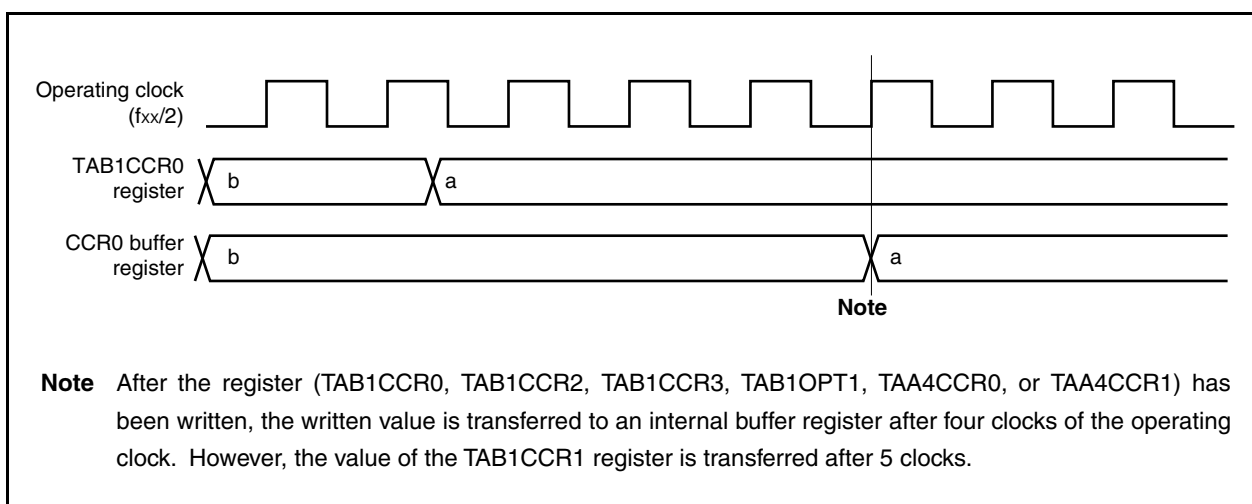 Operating clock
(fxx/2)
TAB1CCR0
register
b
a
CCR0 buffer
register
b
a
Note
Note After the register (TAB1CCR0, TAB1CCR2, TAB1CCR3, TAB1OPT1, TAA4CCR0, or TAA4CCR1) has
been written, the written value is transferred to an internal buffer register after four clocks of the operating
clock. However, the value of the TAB1CCR1 register is transferred after 5 clocks.